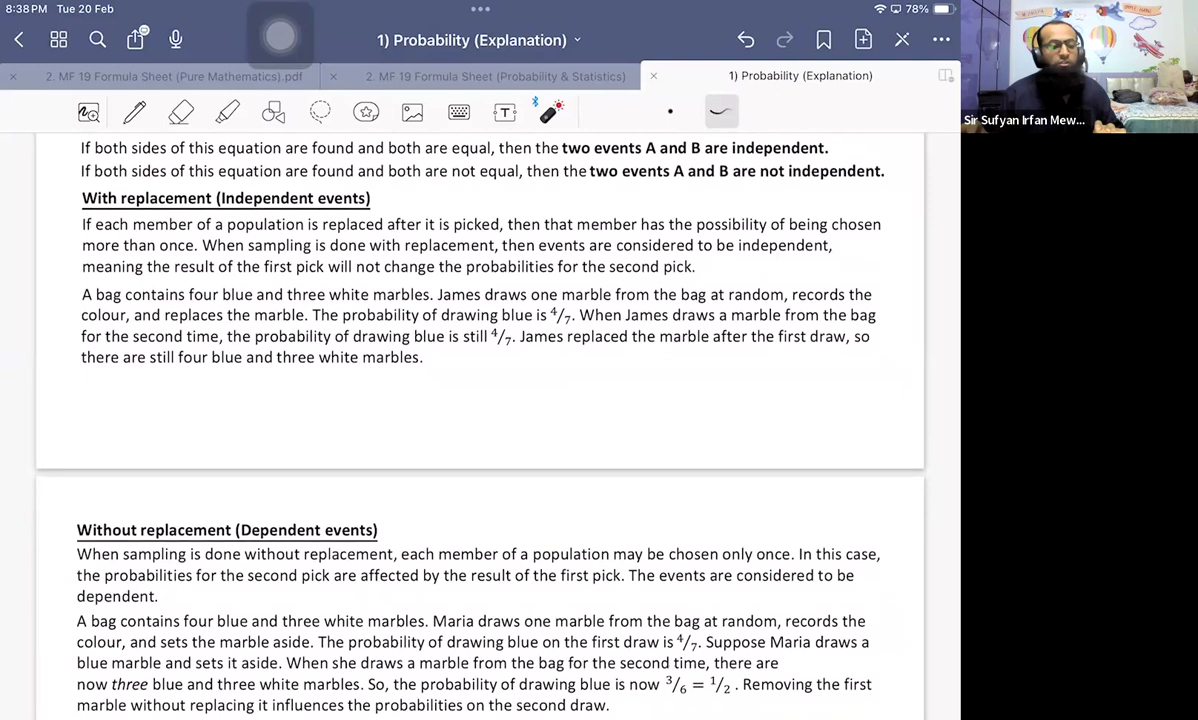 8:38 PM Tue 20 Feb
78%
1) Probability (Explanation)
2. MF 19 Formula Sheet (Pure Mathematics).pdf
2. MF 19 Formula Sheet (Probability & Statistics)
1) Probability (Explanation)
Sir Sufyan Irfan Mew...
If both sides of this equation are found and both are equal, then the two events A and B are independent.
If both sides of this equation are found and both are not equal, then the two events A and B are not independent.
With replacement (Independent events)
If each member of a population is replaced after it is picked, then that member has the possibility of being chosen
more than once. When sampling is done with replacement, then events are considered to be independent,
meaning the result of the first pick will not change the probabilities for the second pick.
A bag contains four blue and three white marbles. James draws one marble from the bag at random, records the
colour, and replaces the marble. The probability of drawing blue is 4/7. When James draws a marble from the bag
for the second time, the probability of drawing blue is still 4/7. James replaced the marble after the first draw, so
there are still four blue and three white marbles.
Without replacement (Dependent events)
When sampling is done without replacement, each member of a population may be chosen only once. In this case,
the probabilities for the second pick are affected by the result of the first pick. The events are considered to be
dependent.
A bag contains four blue and three white marbles. Maria draws one marble from the bag at random, records the
colour, and sets the marble aside. The probability of drawing blue on the first draw is 4/7. Suppose Maria draws a
blue marble and sets it aside. When she draws a marble from the bag for the second time, there are
now three blue and three white marbles. So, the probability of drawing blue is now 3/6 = 1/2 . Removing the first
marble without replacing it influences the probabilities on the second draw.